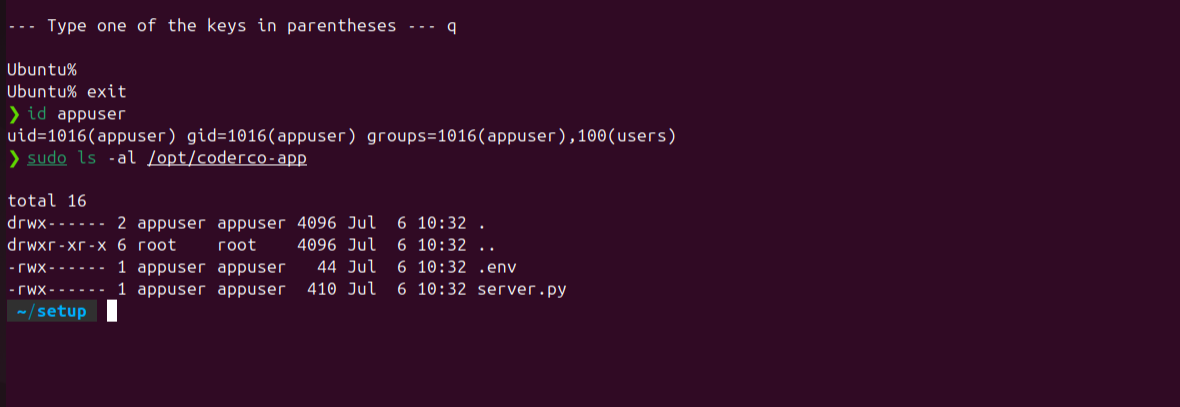 --- Type one of the keys in parentheses --- q
Ubuntu%
Ubuntu% exit
❯ id appuser
uid=1016(appuser) gid=1016(appuser) groups=1016(appuser),100(users)
❯ sudo ls -al /opt/coderco-app
total 16
drwx------ 2 appuser appuser 4096 Jul  6 10:32 .
drwxr-xr-x 6 root    root    4096 Jul  6 10:32 ..
-rwx------ 1 appuser appuser   44 Jul  6 10:32 .env
-rwx------ 1 appuser appuser  410 Jul  6 10:32 server.py
~/setup